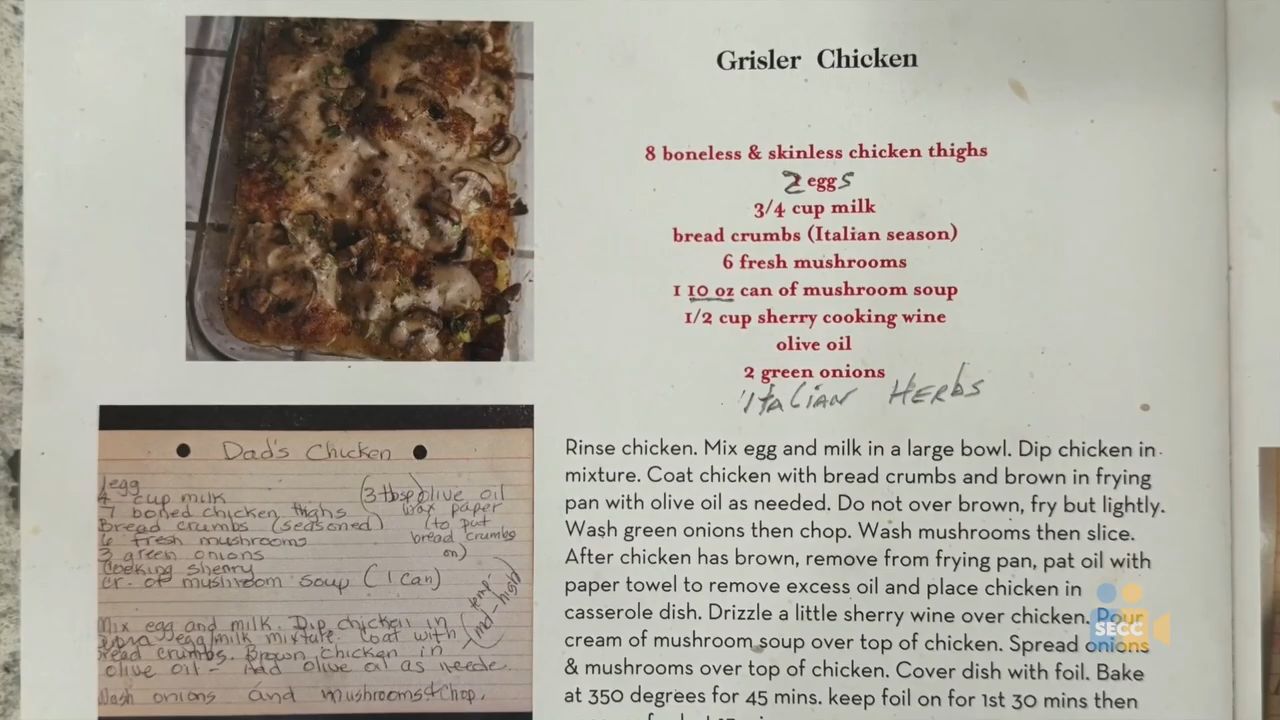 Grisler Chicken
8 boneless & skinless chicken thighs
2 eggs
3/4 cup milk
bread crumbs (Italian season)
6 fresh mushrooms
1 10 oz can of mushroom soup
1/2 cup sherry cooking wine
olive oil
2 green onions
Italian Herbs
Rinse chicken. Mix egg and milk in a large bowl. Dip chicken in
mixture. Coat chicken with bread crumbs and brown in frying
pan with olive oil as needed. Do not over brown, fry but lightly.
Wash green onions then chop. Wash mushrooms then slice.
After chicken has brown, remove from frying pan, pat oil with
paper towel to remove excess oil and place chicken in
casserole dish. Drizzle a little sherry wine over chicken. Pour
cream of mushroom soup over top of chicken. Spread onions
& mushrooms over top of chicken. Cover dish with foil. Bake
at 350 degrees for 45 mins. keep foil on for 1st 30 mins then
Dad's Chicken
1 egg
cup milk
7 boned chicken thighs
Bread crumbs (seasoned)
6 fresh mushrooms
3 green onions
Cooking sherry
cr. of mushroom soup (1 can)
(3 tbsp) olive oil
wax paper
(to put
bread crumbs
on)
Mix egg and milk. Dip chicken in
egg/milk mixture. Coat with
bread crumbs. Brown chicken in
olive oil - Add olive oil as neede
(temp.
med - high)
Wash onions and mushrooms & chop.
SECC